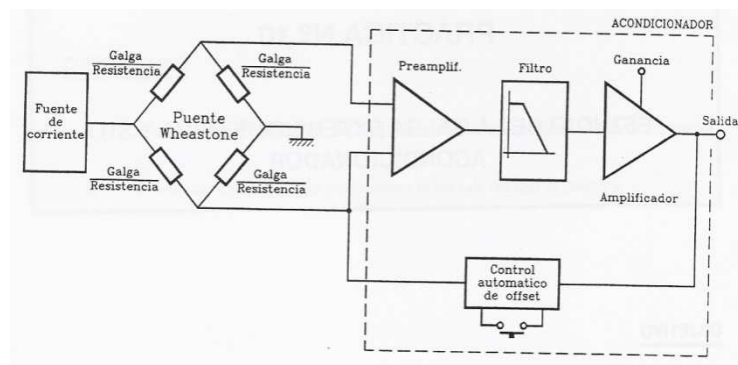 ACONDICIONADOR
Galga
Resistencia
Galga
Resistencia
Preamplif.
Filtro
Ganancia
Fuente
de
corriente
Puente
Wheastone
Salida
Galga
Resistencia
Galga
Resistencia
Amplificador
Control
automatico
de offset